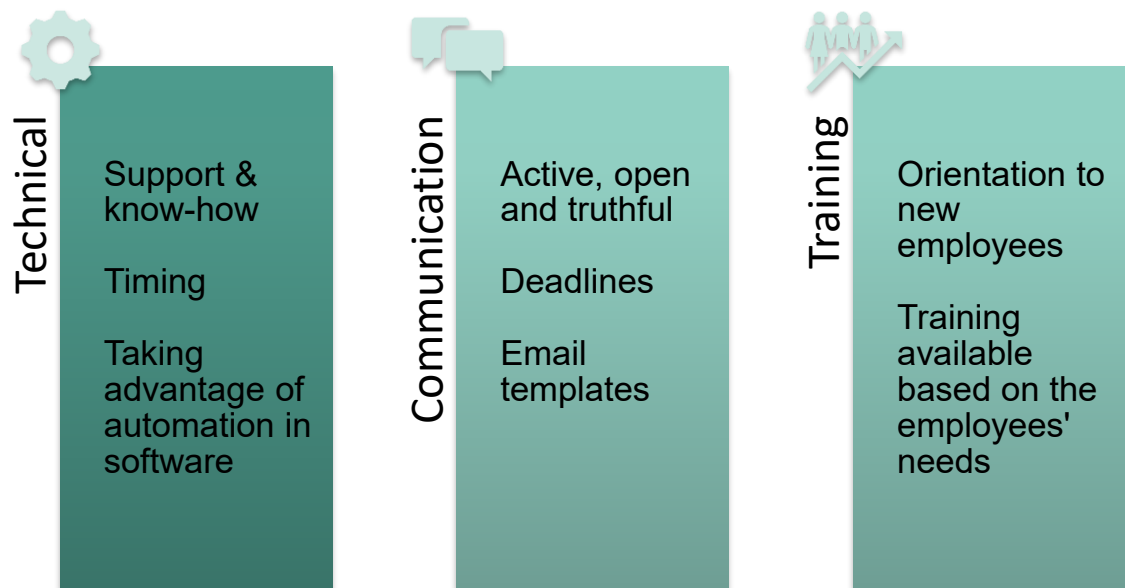 Technical
Support &
know-how
Timing
Taking
advantage of
automation in
software
Communication
Active, open
and truthful
Deadlines
Email
templates
Training
Orientation to
new
employees
Training
available
based on the
employees'
needs